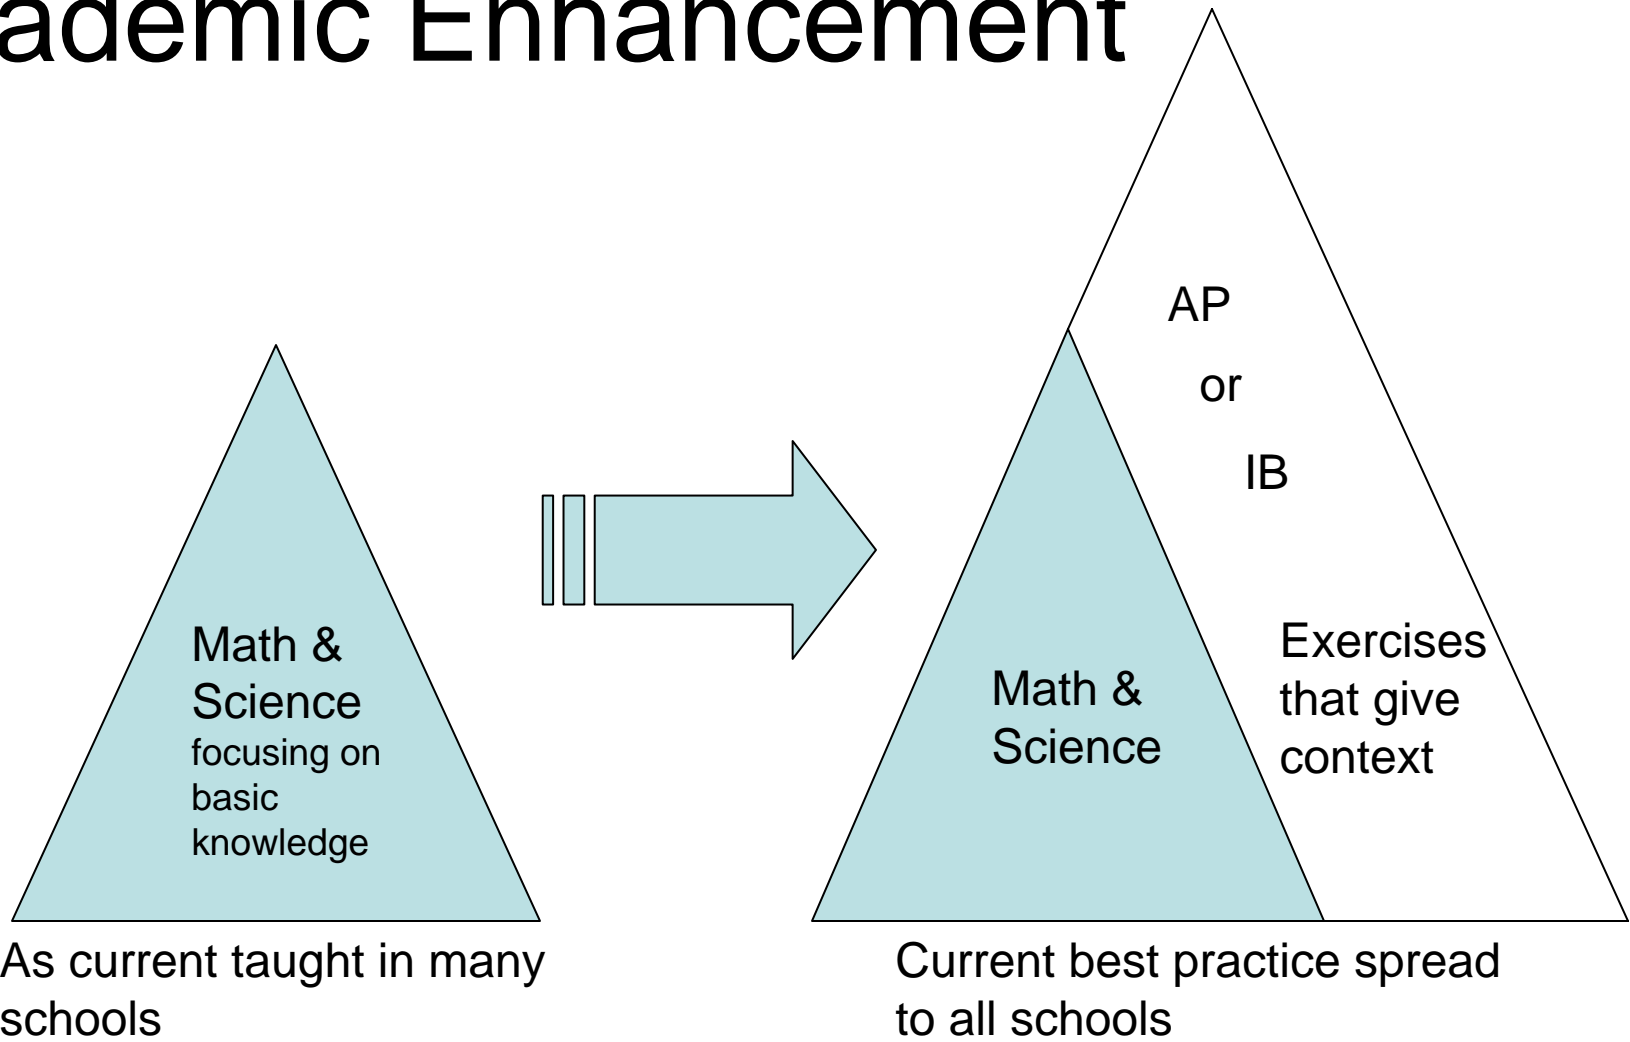 ademic Enhancement
AP
or
IB
Math &
Science
focusing on
basic
knowledge
Math &
Science
Exercises
that give
context
As current taught in many
schools
Current best practice spread
to all schools